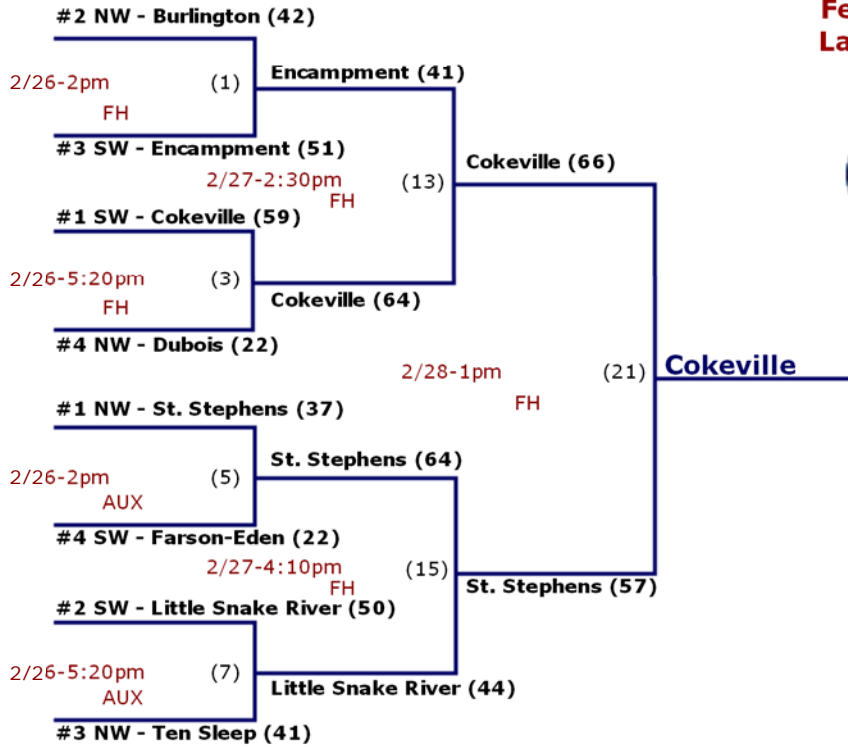 #2 NW - Burlington (42)
Fe
La
2/26-2pm
(1)
Encampment (41)
FH
#3 SW - Encampment (51)
2/27-2:30pm
(13)
Cokeville (66)
FH
#1 SW - Cokeville (59)
2/26-5:20pm
(3)
FH
Cokeville (64)
#4 NW - Dubois (22)
2/28-1pm
(21)
Cokeville
FH
#1 NW - St. Stephens (37)
St. Stephens (64)
2/26-2pm
(5)
AUX
#4 SW - Farson-Eden (22)
2/27-4:10pm
(15)
FH
St. Stephens (57)
#2 SW - Little Snake River (50)
2/26-5:20pm
(7)
AUX
Little Snake River (44)
#3 NW - Ten Sleep (41)